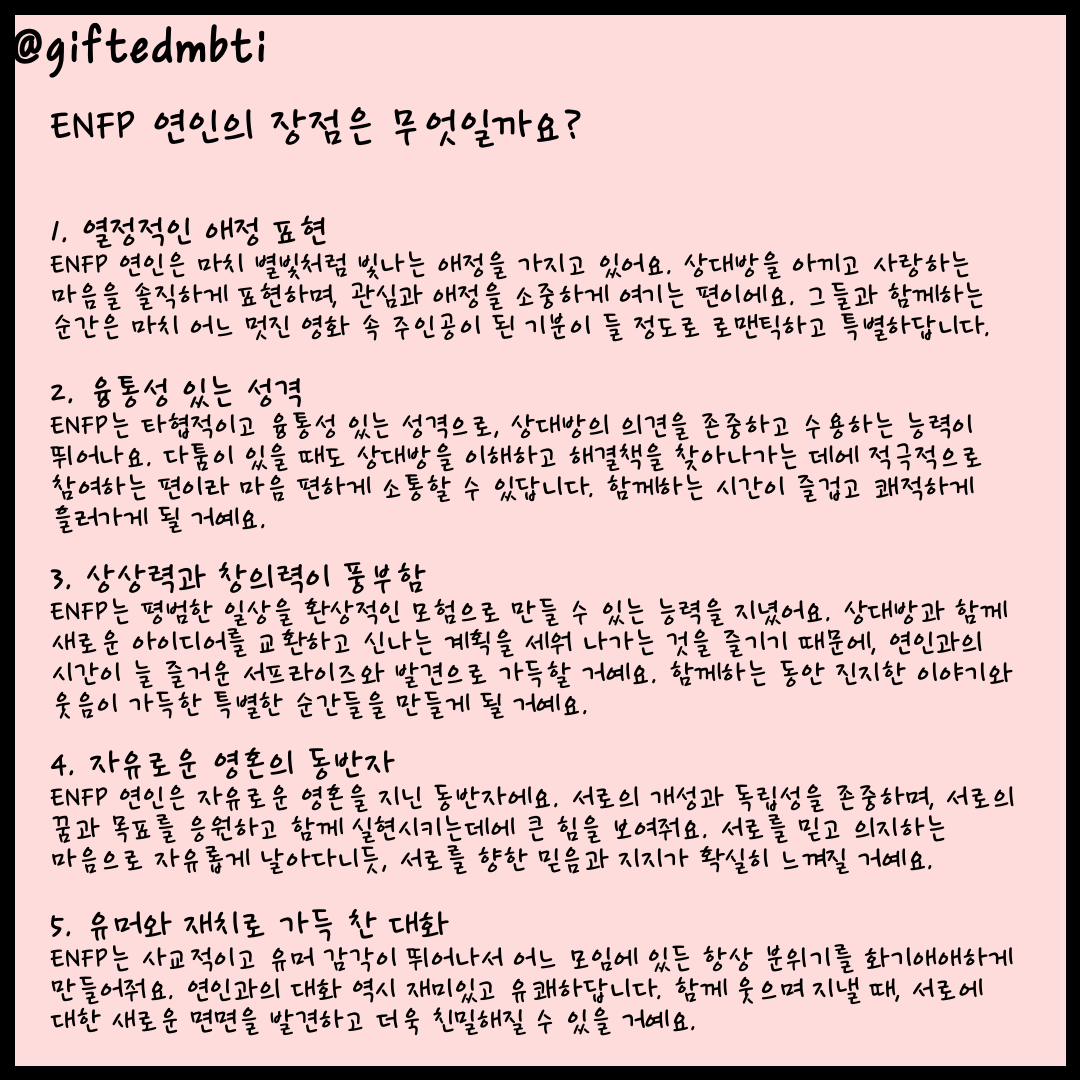 @giftedmbti
ENFP 연인의 장점은 무엇일까요?
1. 열정적인 애정 표현
ENFP 연인은 마치 별빛처럼 빛나는 애정을 가지고 있어요. 상대방을 아끼고 사랑하는
마음을 솔직하게 표현하며, 관심과 애정을 소중하게 여기는 편이에요. 그들과 함께하는
순간은 마치 어느 멋진 영화 속 주인공이 된 기분이 들 정도로 로맨틱하고 특별하답니다.
2. 융통성 있는 성격
ENFP는 타협적이고 융통성 있는 성격으로, 상대방의 의견을 존중하고 수용하는 능력이
뛰어나요. 다툼이 있을 때도 상대방을 이해하고 해결책을 찾아나가는 데에 적극적으로
참여하는 편이라 마음 편하게 소통할 수 있답니다. 함께하는 시간이 즐겁고 쾌적하게
흘러가게 될 거예요.
3. 상상력과 창의력이 풍부함
ENFP는 평범한 일상을 환상적인 모험으로 만들 수 있는 능력을 지녔어요. 상대방과 함께
새로운 아이디어를 교환하고 신나는 계획을 세워 나가는 것을 즐기기 때문에, 연인과의
시간이 늘 즐거운 서프라이즈와 발견으로 가득할 거예요. 함께하는 동안 진지한 이야기와
웃음이 가득한 특별한 순간들을 만들게 될 거예요.
4. 자유로운 영혼의 동반자
ENFP 연인은 자유로운 영혼을 지닌 동반자에요. 서로의 개성과 독립성을 존중하며, 서로의
꿈과 목표를 응원하고 함께 실현시키는데에 큰 힘을 보여줘요. 서로를 믿고 의지하는
마음으로 자유롭게 날아다니듯, 서로를 향한 믿음과 지지가 확실히 느껴질 거예요.
5. 유머와 재치로 가득 찬 대화
ENFP는 사교적이고 유머 감각이 뛰어나서 어느 모임에 있든 항상 분위기를 화기애애하게
만들어줘요. 연인과의 대화 역시 재미있고 유쾌하답니다. 함께 웃으며 지낼 때, 서로에
대한 새로운 면면을 발견하고 더욱 친밀해질 수 있을 거예요.